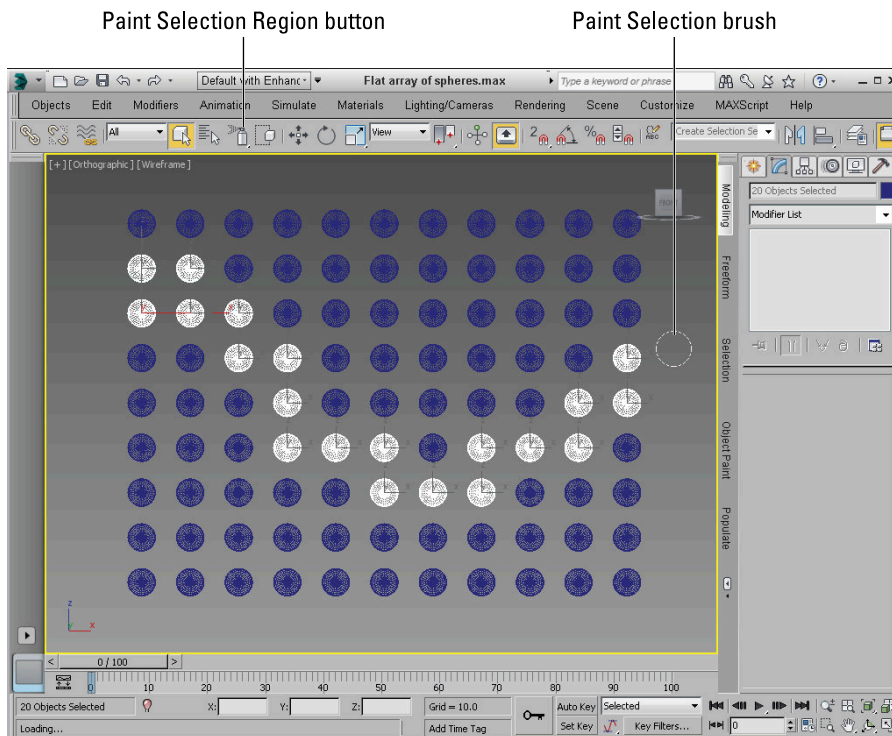 Paint Selection Region button
Paint Selection brush
Default with Enhanc
Flat array of spheres.max
Type a keyword or phrase
Objects Edit Modifiers Animation Simulate Materials Lighting/Cameras Rendering Scene Customize MAXScript Help
All
View
2
%
ABC
Create Selection Se
[+] [Orthographic] [Wireframe]
FRONT
Modeling
Freeform
Selection
Object Paint
Populate
20 Objects Selected
Modifier List
z
x
0 / 100
0 10 20 30 40 50 60 70 80 90 100
20 Objects Selected
X:
Y:
Z:
Grid = 10.0
Auto Key
Selected
Loading...
Add Time Tag
Set Key
Key Filters...
0